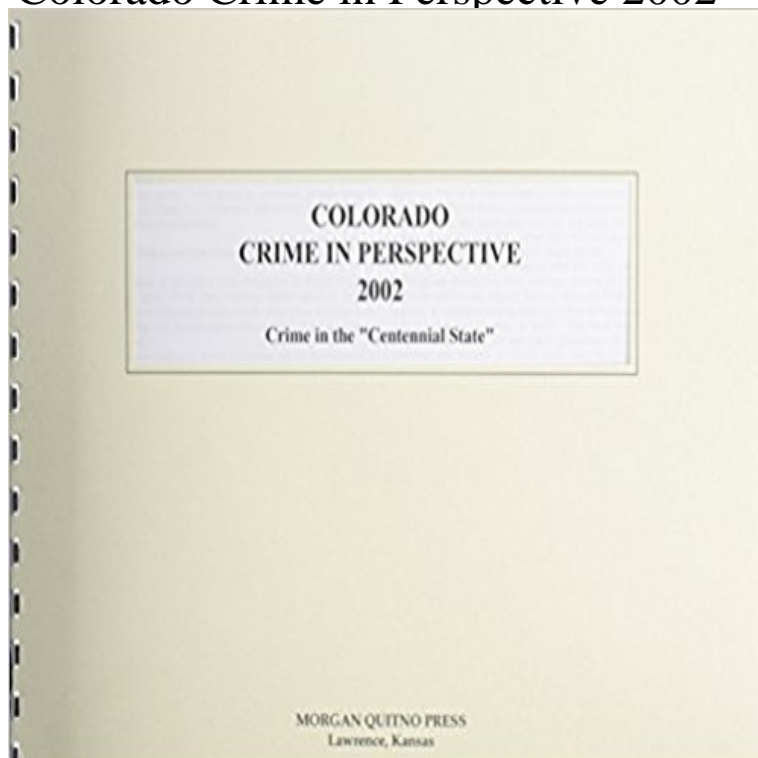 Colorado Crime in Perspective 2002
COLORADO
CRIME IN PERSPECTIVE
2002
Crime in the "Centennial State"
MORGAN QUITNO PRESS
Lawrence, Kansas